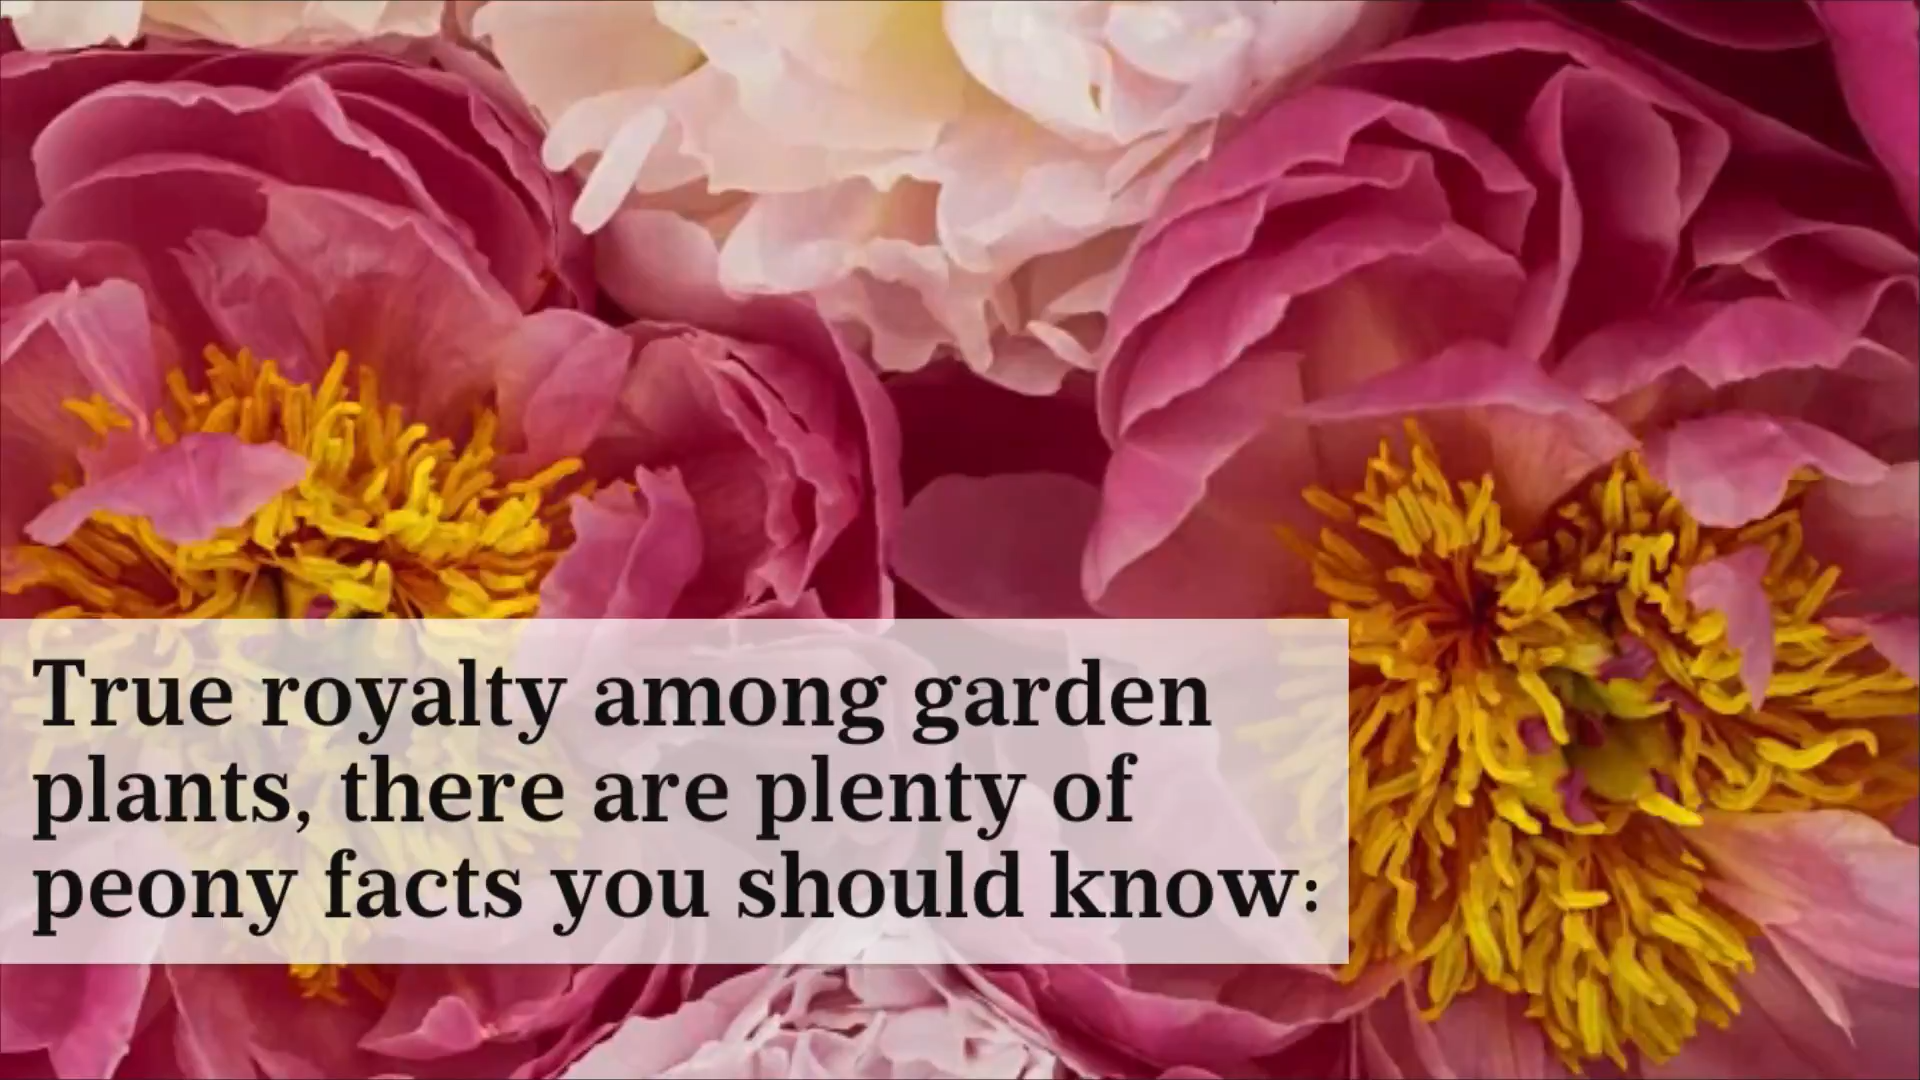 True royalty among garden
plants, there are plenty of
peony facts you should know: